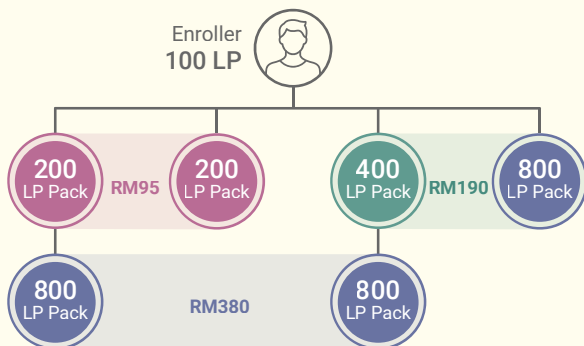 Enroller
100 LP
200
LP Pack
RM95
200
LP Pack
400
LP Pack
RM190
800
LP Pack
800
LP Pack
RM380
800
LP Pack